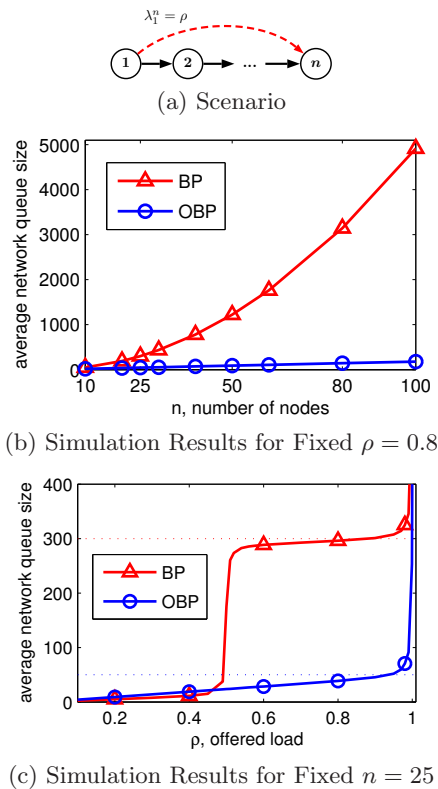 λ₁ⁿ = ρ
1 2 ... n
(a) Scenario
5000
4000
3000
2000
1000
0
average network queue size
BP
OBP
10 25 50 80 100
n, number of nodes
(b) Simulation Results for Fixed ρ = 0.8
400
300
200
100
50
0
average network queue size
BP
OBP
0.2 0.4 0.6 0.8 1
ρ, offered load
(c) Simulation Results for Fixed n = 25